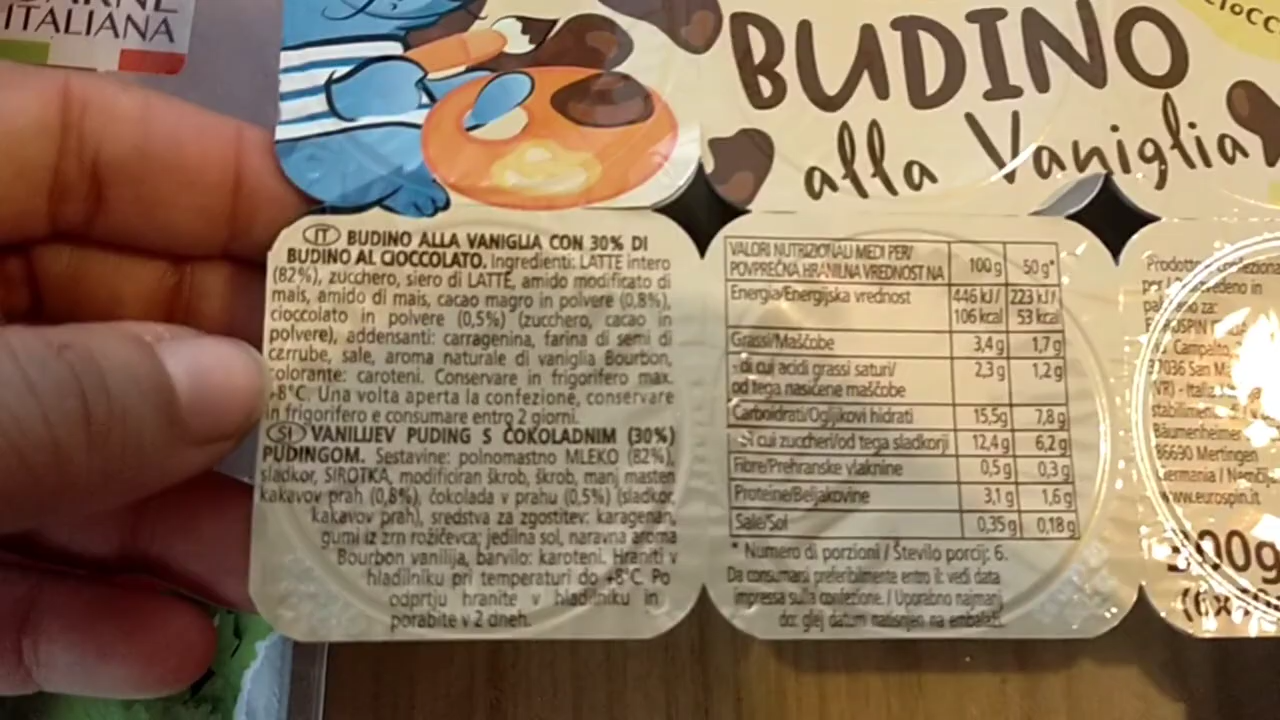 ITALIANA
BUDINO
alla Vaniglia
IT BUDINO ALLA VANIGLIA CON 30% DI
BUDINO AL CIOCCOLATO. Ingredienti: LATTE intero
(82%), zucchero, siero di LATTE, amido modificato di
mais, amido di mais, cacao magro in polvere (0,8%),
cioccolato in polvere (0,5%) (zucchero, cacao in
polvere), addensanti: carragenina, farina di semi di
carrube, sale, aroma naturale di vaniglia Bourbon,
colorante: caroteni. Conservare in frigorifero max.
+8°C. Una volta aperta la confezione, conservare
in frigorifero e consumare entro 2 giorni.
SI VANILIJEV PUDING S ČOKOLADNIM (30%)
PUDINGOM. Sestavine: polnomastno MLEKO (82%),
sladkor, SIROTKA, modificiran škrob, škrob, manj masten
kakavov prah (0,8%), čokolada v prahu (0,5%) (sladkor,
kakavov prah), sredstva za zgostitev: karagenan,
gumi iz zrn rožičevca; jedilna sol, naravna aroma
Bourbon vanilija, barvilo: karoteni. Hraniti v
hladilniku pri temperaturi do +8°C. Po
odprtju hranite v hladilniku in
porabite v 2 dneh.
VALORI NUTRIZIONALI MEDI PER/
POVPREČNA HRANILNA VREDNOST NA 100 g 50 g*
Energia/Energijska vrednost 446 kJ/ 223 kJ/
106 kcal 53 kcal
Grassi/Maščobe 3,4 g 1,7 g
- di cui acidi grassi saturi/ 2,3 g 1,2 g
od tega nasičene maščobe
Carboidrati/Ogljikovi hidrati 15,5g 7,8 g
- di cui zuccheri/od tega sladkorji 12,4 g 6,2 g
Fibre/Prehranske vlaknine 0,5 g 0,3 g
Proteine/Beljakovine 3,1 g 1,6 g
Sale/Sol 0,35 g 0,18 g
* Numero di porzioni / Število porcij: 6.
Da consumarsi preferibilmente entro il: vedi data
impressa sulla confezione. / Uporabno najmanj
do: glej datum natisnjen na embalaži.
Prodotto
Campalto,
37036 San M
(VR) - Italia
Bäumenheimer
86690 Mertingen
Germania / Nemčija
www.eurospin.it